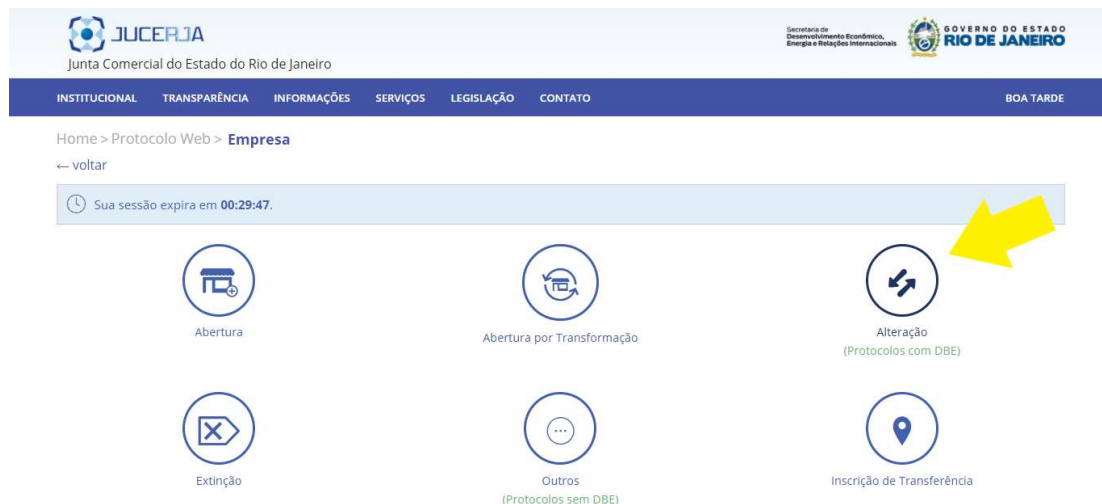 JUCERJA
Junta Comercial do Estado do Rio de Janeiro
Secretaria de
Desenvolvimento Econômico,
Energia e Relações Internacionais
GOVERNO DO ESTADO
RIO DE JANEIRO
INSTITUCIONAL TRANSPARÊNCIA INFORMAÇÕES SERVIÇOS LEGISLAÇÃO CONTATO BOA TARDE
Home > Protocolo Web > Empresa
← voltar
Sua sessão expira em 00:29:47.
Abertura
Abertura por Transformação
Alteração
(Protocolos com DBE)
Extinção
Outros
(Protocolos sem DBE)
Inscrição de Transferência